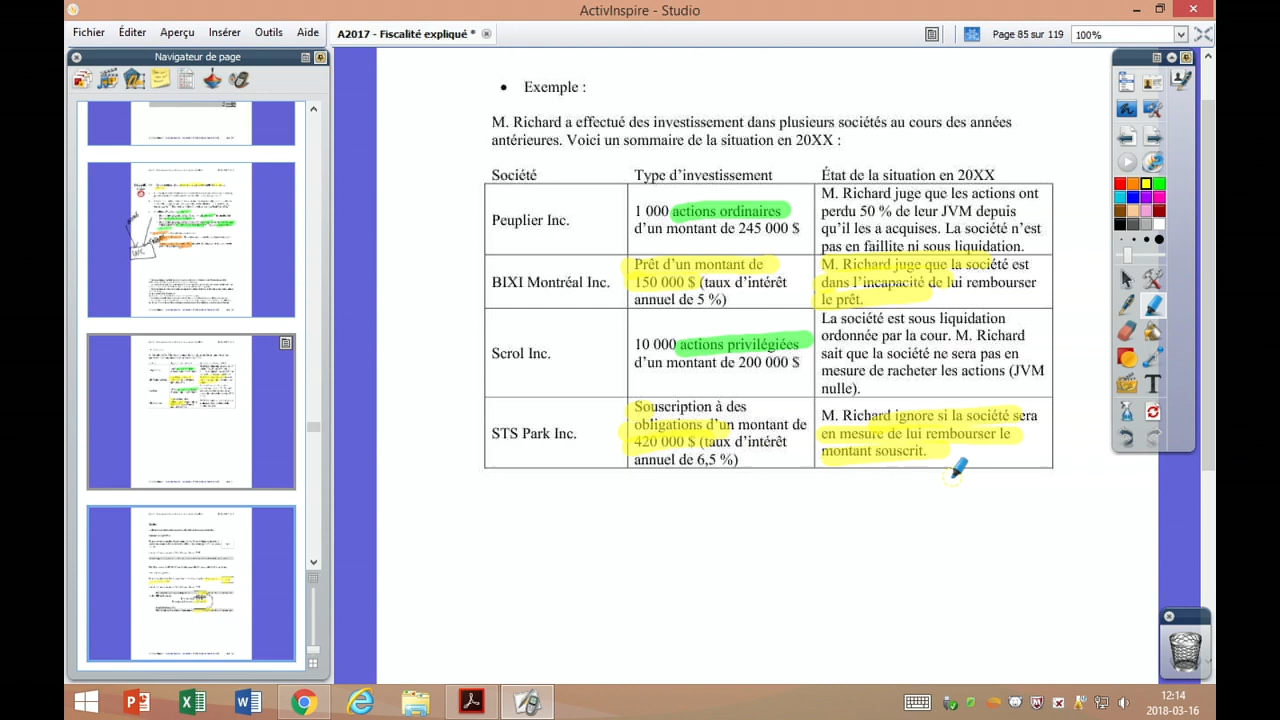 ActivInspire - Studio
Fichier Éditer Aperçu Insérer Outils Aide
A2017 - Fiscalité expliqué *
Page 85 sur 119
100%
Navigateur de page
• Exemple :
M. Richard a effectué des investissement dans plusieurs sociétés au cours des années
antérieures. Voici un sommaire de la situation en 20XX :
Société Type d'investissement État de la situation en 20XX
Peuplier Inc.
10 000 actions ordinaires
d'un montant de 245 000 $
M. Richard que les actions ont
perdu 50 % de leur JVM depuis
qu'il les a La société n'est
pas en faillite ni sous liquidation.
BIXI Montréal Inc.
Prêt d'un montant de
150 000 $ (taux d'intérêt
annuel de 5 %)
M. Richard juge que la société est
dans l'incapacité de lui rembourser
le prêt.
Scrol Inc.
10 000 actions privilégiées
d'un montant de 200 000 $
La société est sous liquidation
ordonnée par la cour. M. Richard
sait que la société ne sera pas en
mesure de racheter les actions (JVM
nulle).
STS Park Inc.
Souscription à des
obligations d'un montant de
420 000 $ (taux d'intérêt
annuel de 6,5 %)
M. Richard ignore si la société sera
en mesure de lui rembourser le
montant souscrit.
12:14
2018-03-16